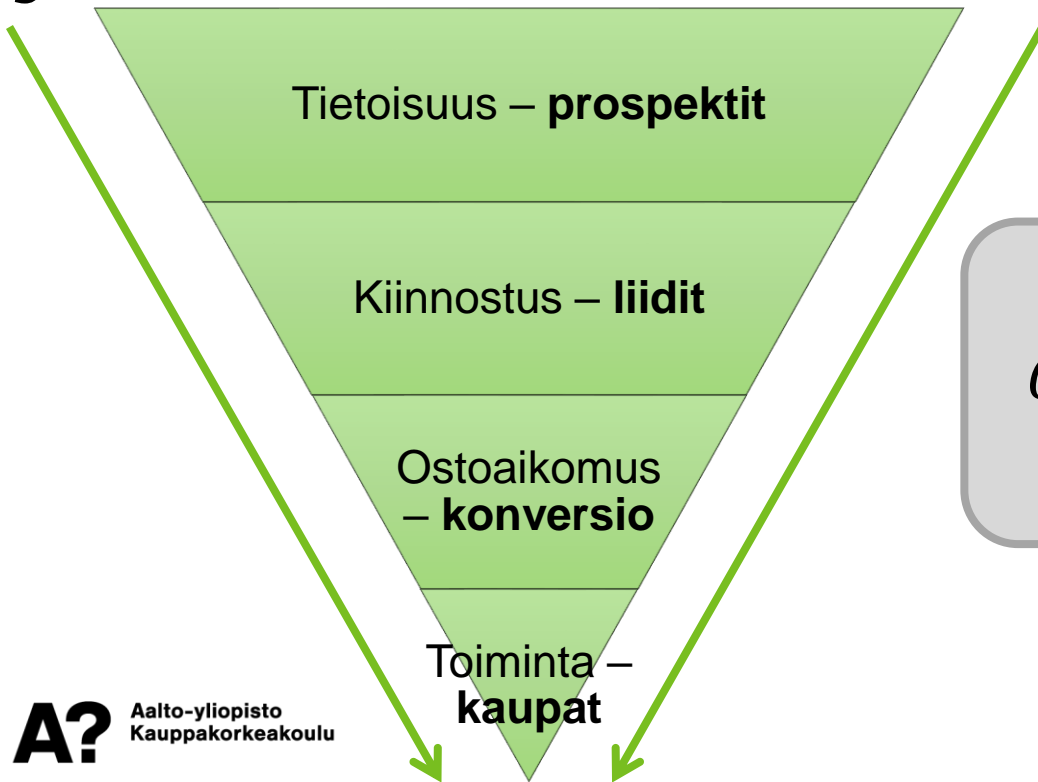 Tietoisuus – prospektit
Kiinnostus – liidit
Ostoaikomus
– konversio
Toiminta –
kaupat
A?
Aalto-yliopisto
Kauppakorkeakoulu